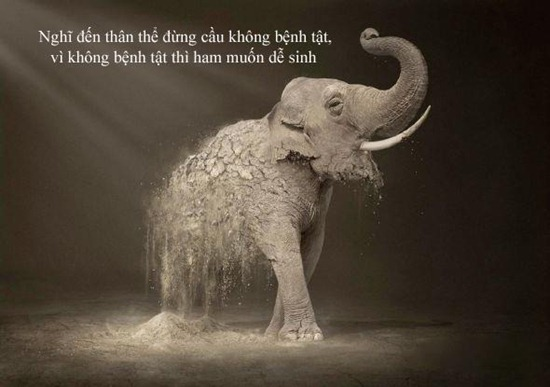 Nghĩ đến thân thể đừng cầu không bệnh tật,
vì không bệnh tật thì ham muốn dễ sinh